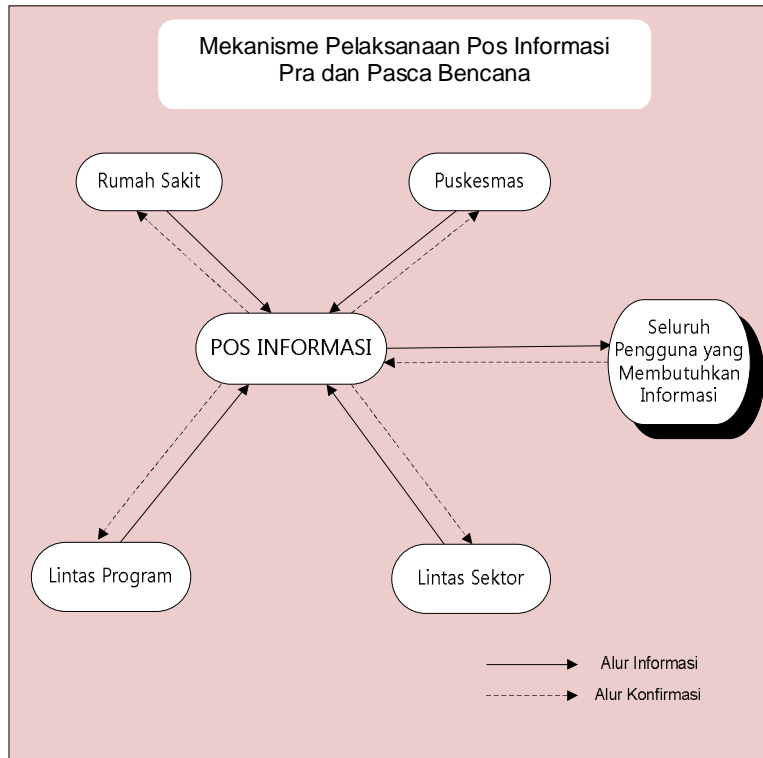 Mekanisme Pelaksanaan Pos Informasi
Pra dan Pasca Bencana
Rumah Sakit
Puskesmas
POS INFORMASI
Seluruh
Pengguna yang
Membutuhkan
Informasi
Lintas Program
Lintas Sektor
Alur Informasi
Alur Konfirmasi